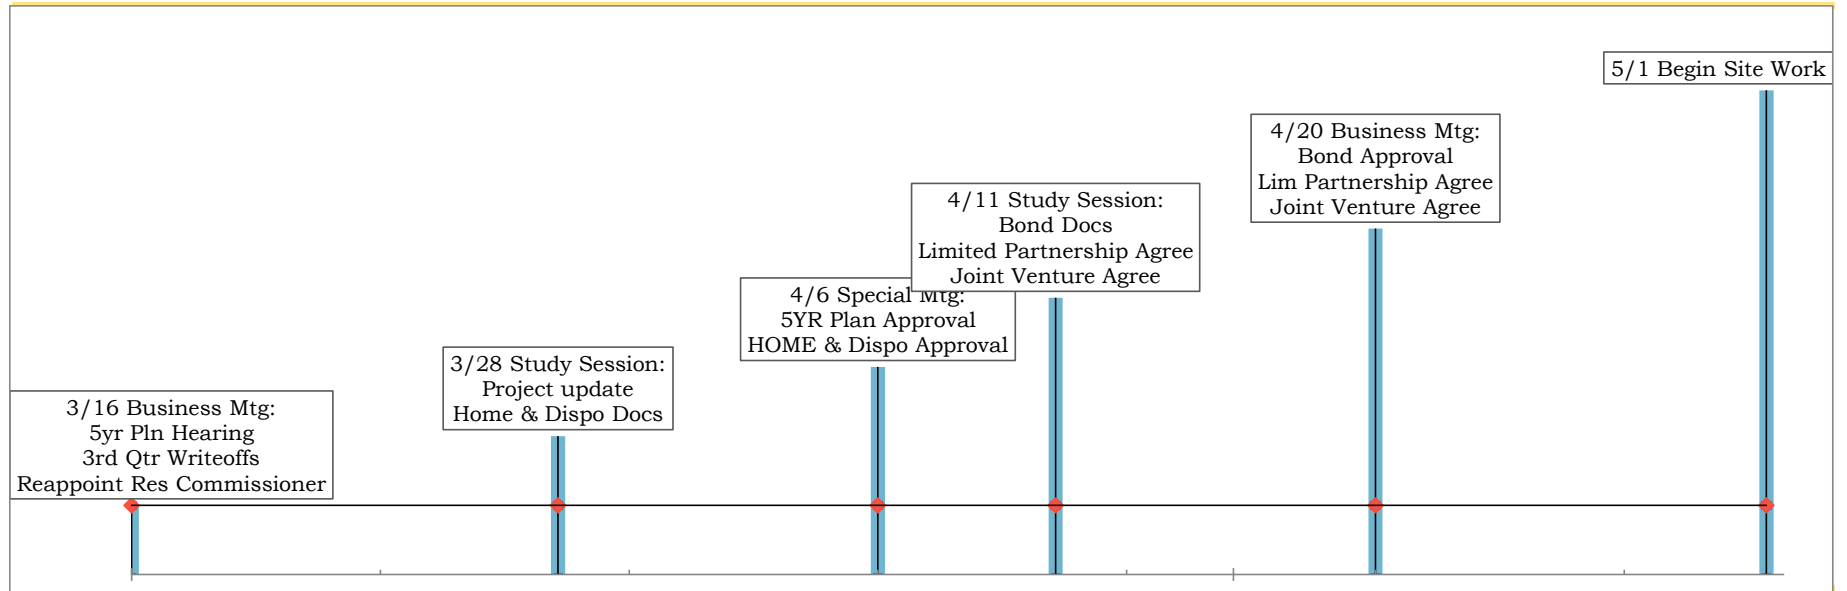 3/16 Business Mtg:
5yr Pln Hearing
3rd Qtr Writeoffs
Reappoint Res Commissioner
3/28 Study Session:
Project update
Home & Dispo Docs
4/6 Special Mtg:
5YR Plan Approval
HOME & Dispo Approval
4/11 Study Session:
Bond Docs
Limited Partnership Agree
Joint Venture Agree
4/20 Business Mtg:
Bond Approval
Lim Partnership Agree
Joint Venture Agree
5/1 Begin Site Work